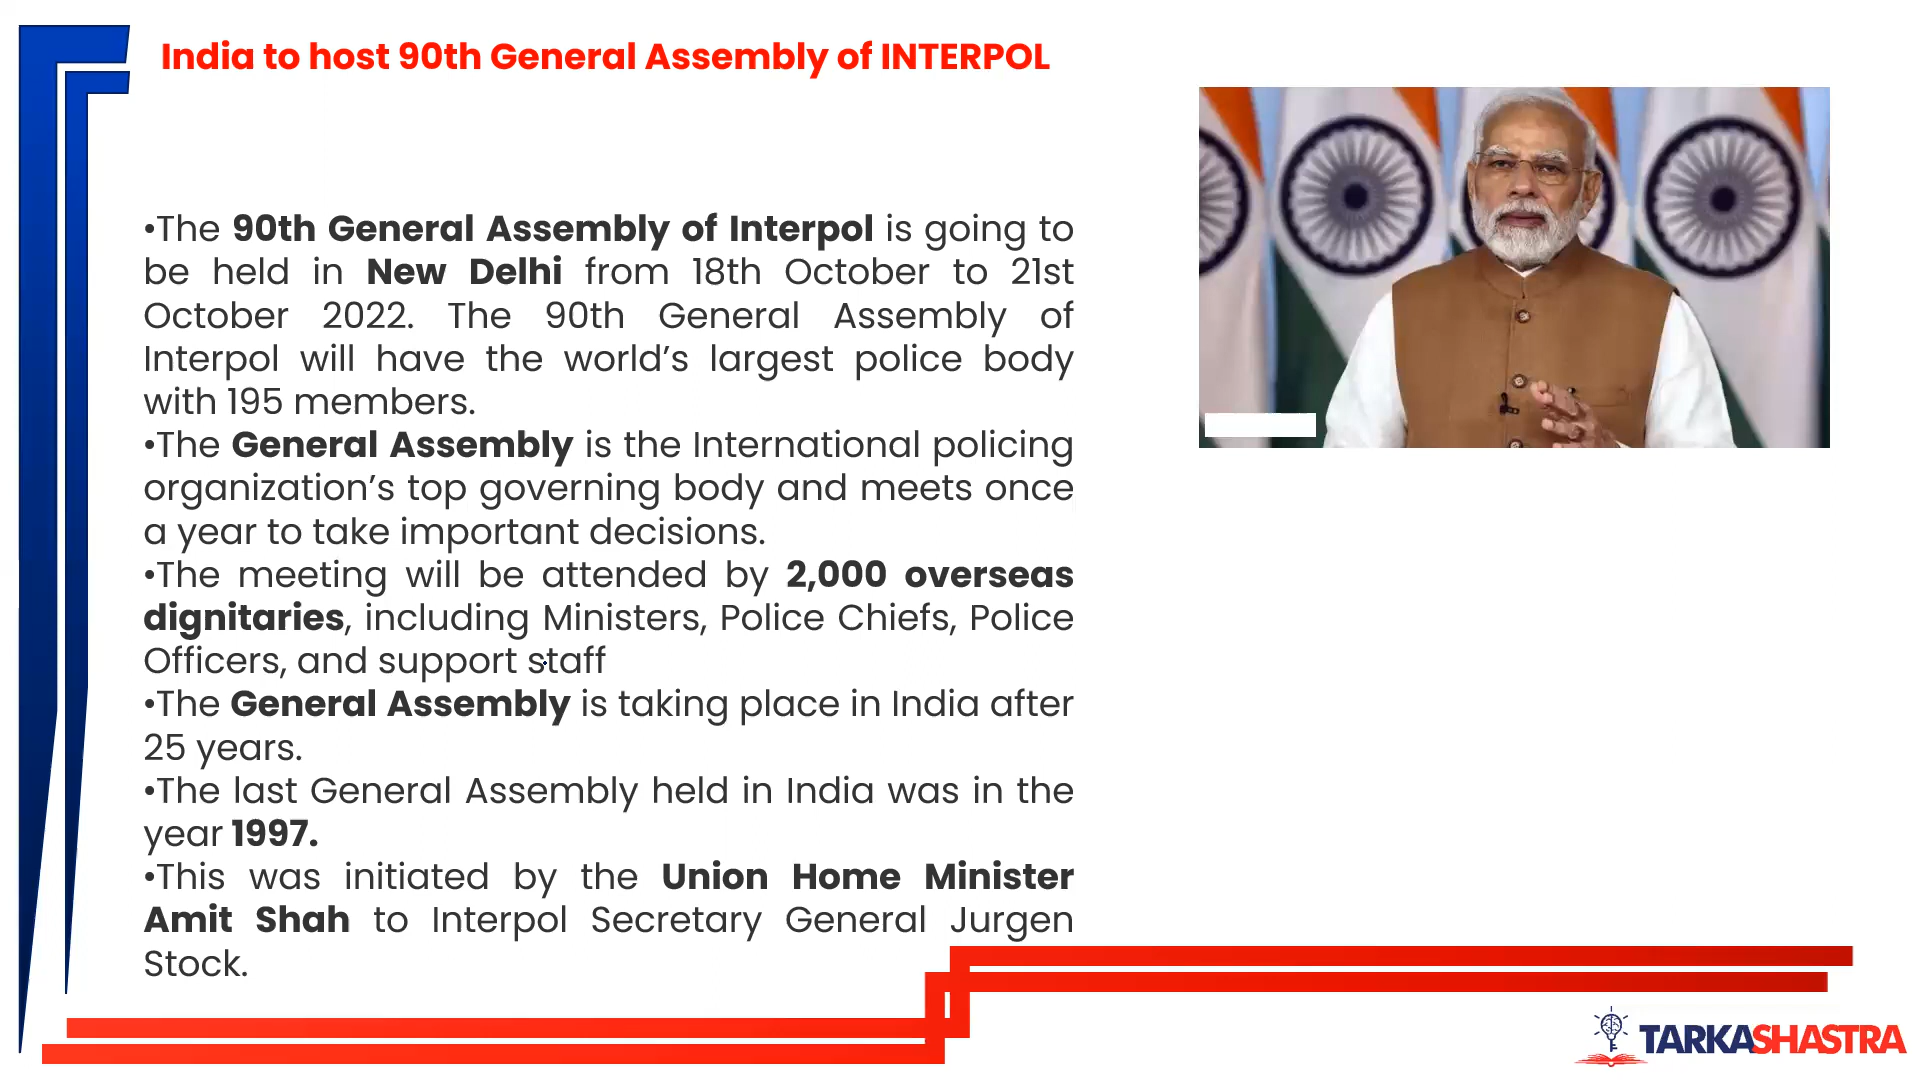 India to host 90th General Assembly of INTERPOL
•The 90th General Assembly of Interpol is going to
be held in New Delhi from 18th October to 21st
October 2022. The 90th General Assembly of
Interpol will have the world’s largest police body
with 195 members.
•The General Assembly is the International policing
organization’s top governing body and meets once
a year to take important decisions.
•The meeting will be attended by 2,000 overseas
dignitaries, including Ministers, Police Chiefs, Police
Officers, and support staff
•The General Assembly is taking place in India after
25 years.
•The last General Assembly held in India was in the
year 1997.
•This was initiated by the Union Home Minister
Amit Shah to Interpol Secretary General Jurgen
Stock.
TARKASHASTRA